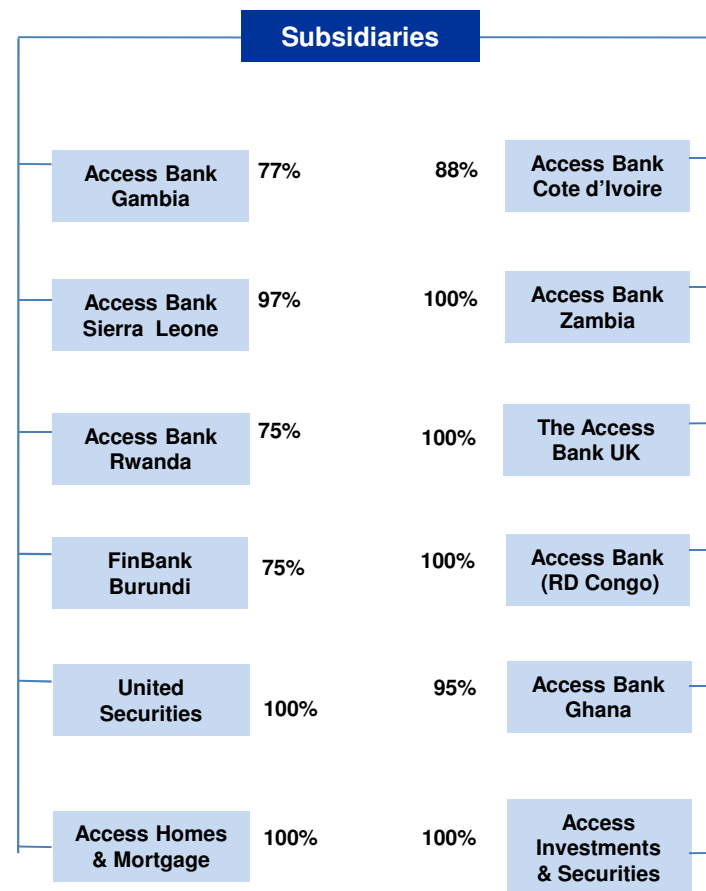 Subsidiaries
Access Bank
Gambia
77%
88%
Access Bank
Cote d'Ivoire
Access Bank
Sierra Leone
97%
100%
Access Bank
Zambia
Access Bank
Rwanda
75%
100%
The Access
Bank UK
FinBank
Burundi
75%
100%
Access Bank
(RD Congo)
United
Securities
100%
95%
Access Bank
Ghana
Access Homes
& Mortgage
100%
100%
Access
Investments
& Securities